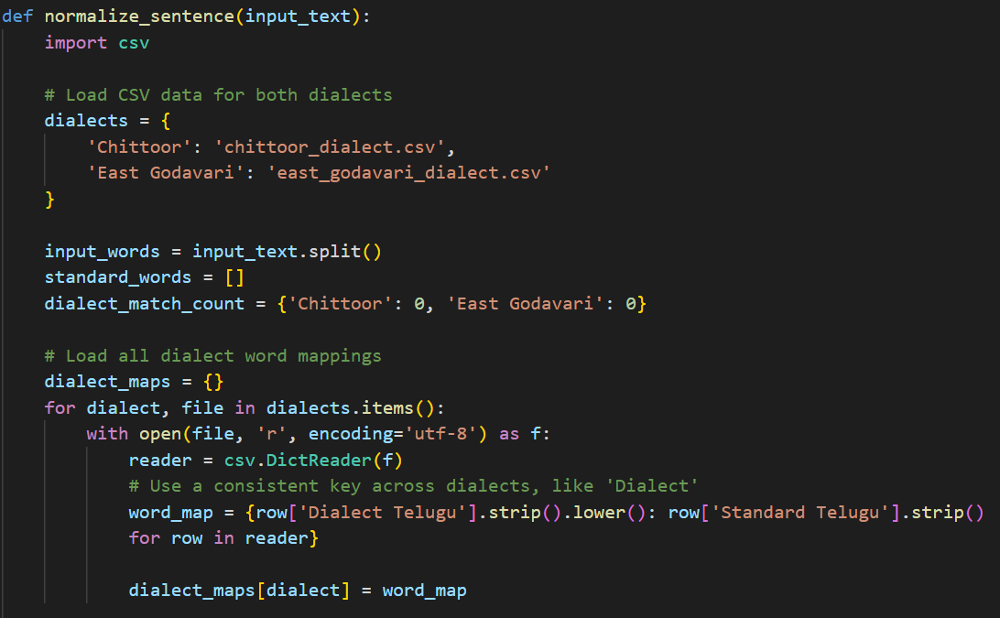 def normalize_sentence(input_text):
    import csv

    # Load CSV data for both dialects
    dialects = {
        'Chittoor': 'chittoor_dialect.csv',
        'East Godavari': 'east_godavari_dialect.csv'
    }

    input_words = input_text.split()
    standard_words = []
    dialect_match_count = {'Chittoor': 0, 'East Godavari': 0}

    # Load all dialect word mappings
    dialect_maps = {}
    for dialect, file in dialects.items():
        with open(file, 'r', encoding='utf-8') as f:
            reader = csv.DictReader(f)
            # Use a consistent key across dialects, like 'Dialect'
            word_map = {row['Dialect Telugu'].strip().lower(): row['Standard Telugu'].strip()
            for row in reader}

            dialect_maps[dialect] = word_map